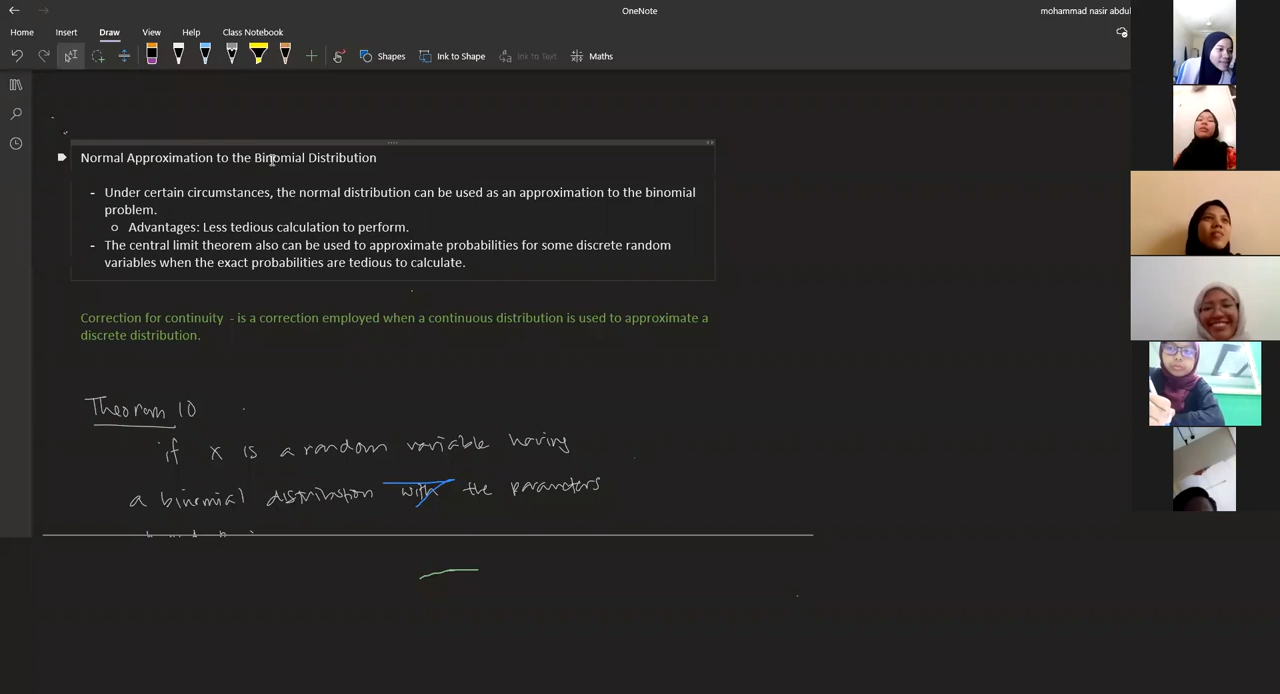 OneNote
mohammad nasir abdul
Home Insert Draw View Help Class Notebook
Shapes Ink to Shape Ink to Text Maths
Normal Approximation to the Binomial Distribution
- Under certain circumstances, the normal distribution can be used as an approximation to the binomial
problem.
o Advantages: Less tedious calculation to perform.
- The central limit theorem also can be used to approximate probabilities for some discrete random
variables when the exact probabilities are tedious to calculate.
Correction for continuity - is a correction employed when a continuous distribution is used to approximate a
discrete distribution.
Theorem 10
if x is a random variable having
a binomial distribution with the parameters